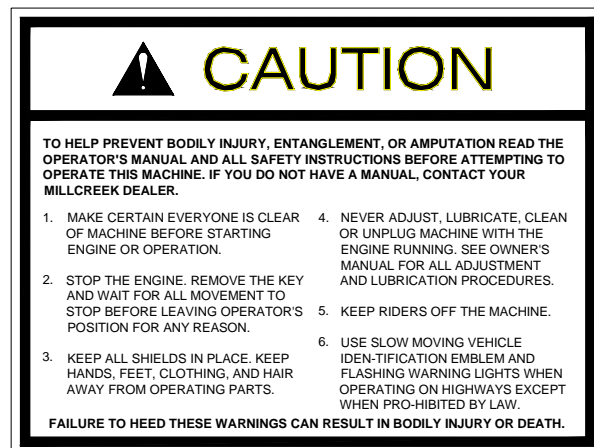 CAUTION
TO HELP PREVENT BODILY INJURY, ENTANGLEMENT, OR AMPUTATION READ THE
OPERATOR'S MANUAL AND ALL SAFETY INSTRUCTIONS BEFORE ATTEMPTING TO
OPERATE THIS MACHINE. IF YOU DO NOT HAVE A MANUAL, CONTACT YOUR
MILLCREEK DEALER.
1. MAKE CERTAIN EVERYONE IS CLEAR
OF MACHINE BEFORE STARTING
ENGINE OR OPERATION.
2. STOP THE ENGINE. REMOVE THE KEY
AND WAIT FOR ALL MOVEMENT TO
STOP BEFORE LEAVING OPERATOR'S
POSITION FOR ANY REASON.
3. KEEP ALL SHIELDS IN PLACE. KEEP
HANDS, FEET, CLOTHING, AND HAIR
AWAY FROM OPERATING PARTS.
4. NEVER ADJUST, LUBRICATE, CLEAN
OR UNPLUG MACHINE WITH THE
ENGINE RUNNING. SEE OWNER'S
MANUAL FOR ALL ADJUSTMENT
AND LUBRICATION PROCEDURES.
5. KEEP RIDERS OFF THE MACHINE.
6. USE SLOW MOVING VEHICLE
IDEN-TIFICATION EMBLEM AND
FLASHING WARNING LIGHTS WHEN
OPERATING ON HIGHWAYS EXCEPT
WHEN PRO-HIBITED BY LAW.
FAILURE TO HEED THESE WARNINGS CAN RESULT IN BODILY INJURY OR DEATH.